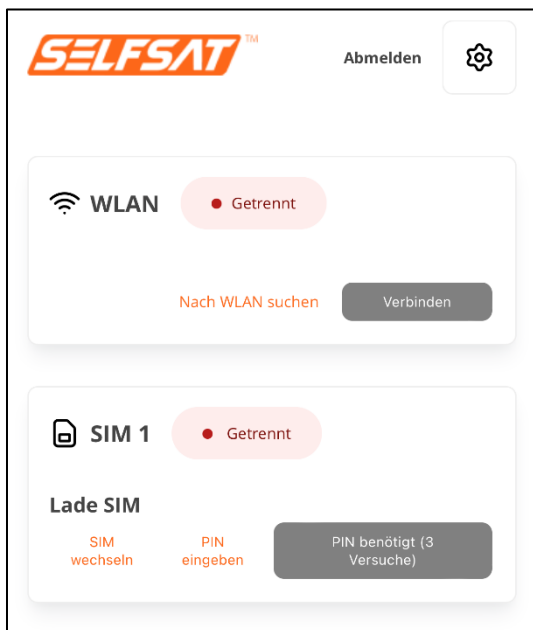 SELFSAT™
Abmelden
WLAN
Getrennt
Nach WLAN suchen
Verbinden
SIM 1
Getrennt
Lade SIM
SIM
wechseln
PIN
eingeben
PIN benötigt (3
Versuche)